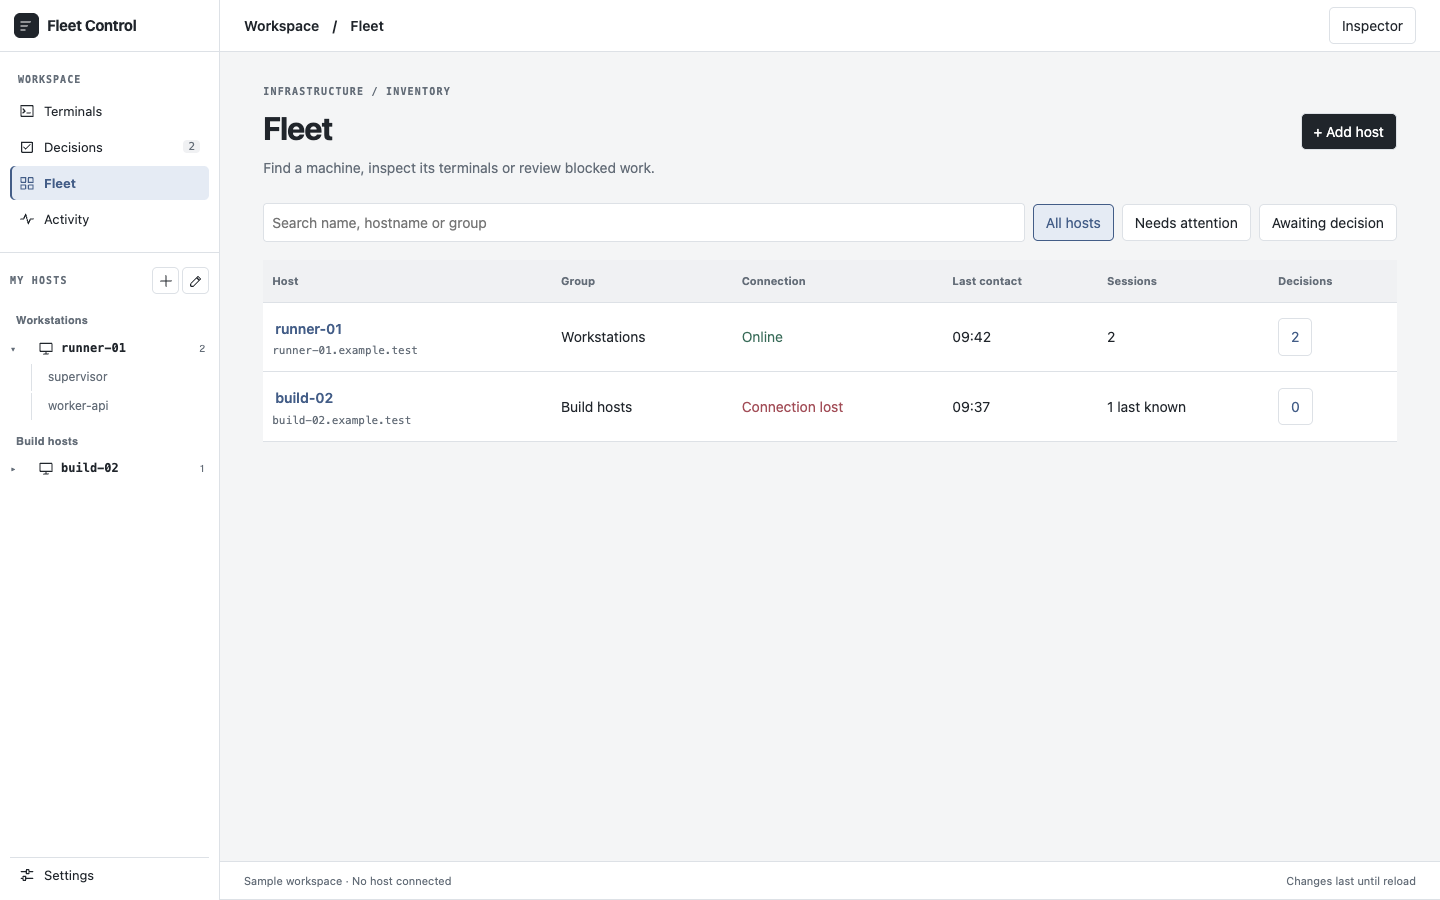 Fleet Control
Workspace / Fleet
Inspector
WORKSPACE
Terminals
Decisions 2
Fleet
Activity
MY HOSTS
Workstations
runner-01 2
supervisor
worker-api
Build hosts
build-02 1
Settings
INFRASTRUCTURE / INVENTORY
Fleet
+ Add host
Find a machine, inspect its terminals or review blocked work.
Search name, hostname or group
All hosts
Needs attention
Awaiting decision
Host Group Connection Last contact Sessions Decisions
runner-01
runner-01.example.test
Workstations Online 09:42 2 2
build-02
build-02.example.test
Build hosts Connection lost 09:37 1 last known 0
Sample workspace · No host connected
Changes last until reload